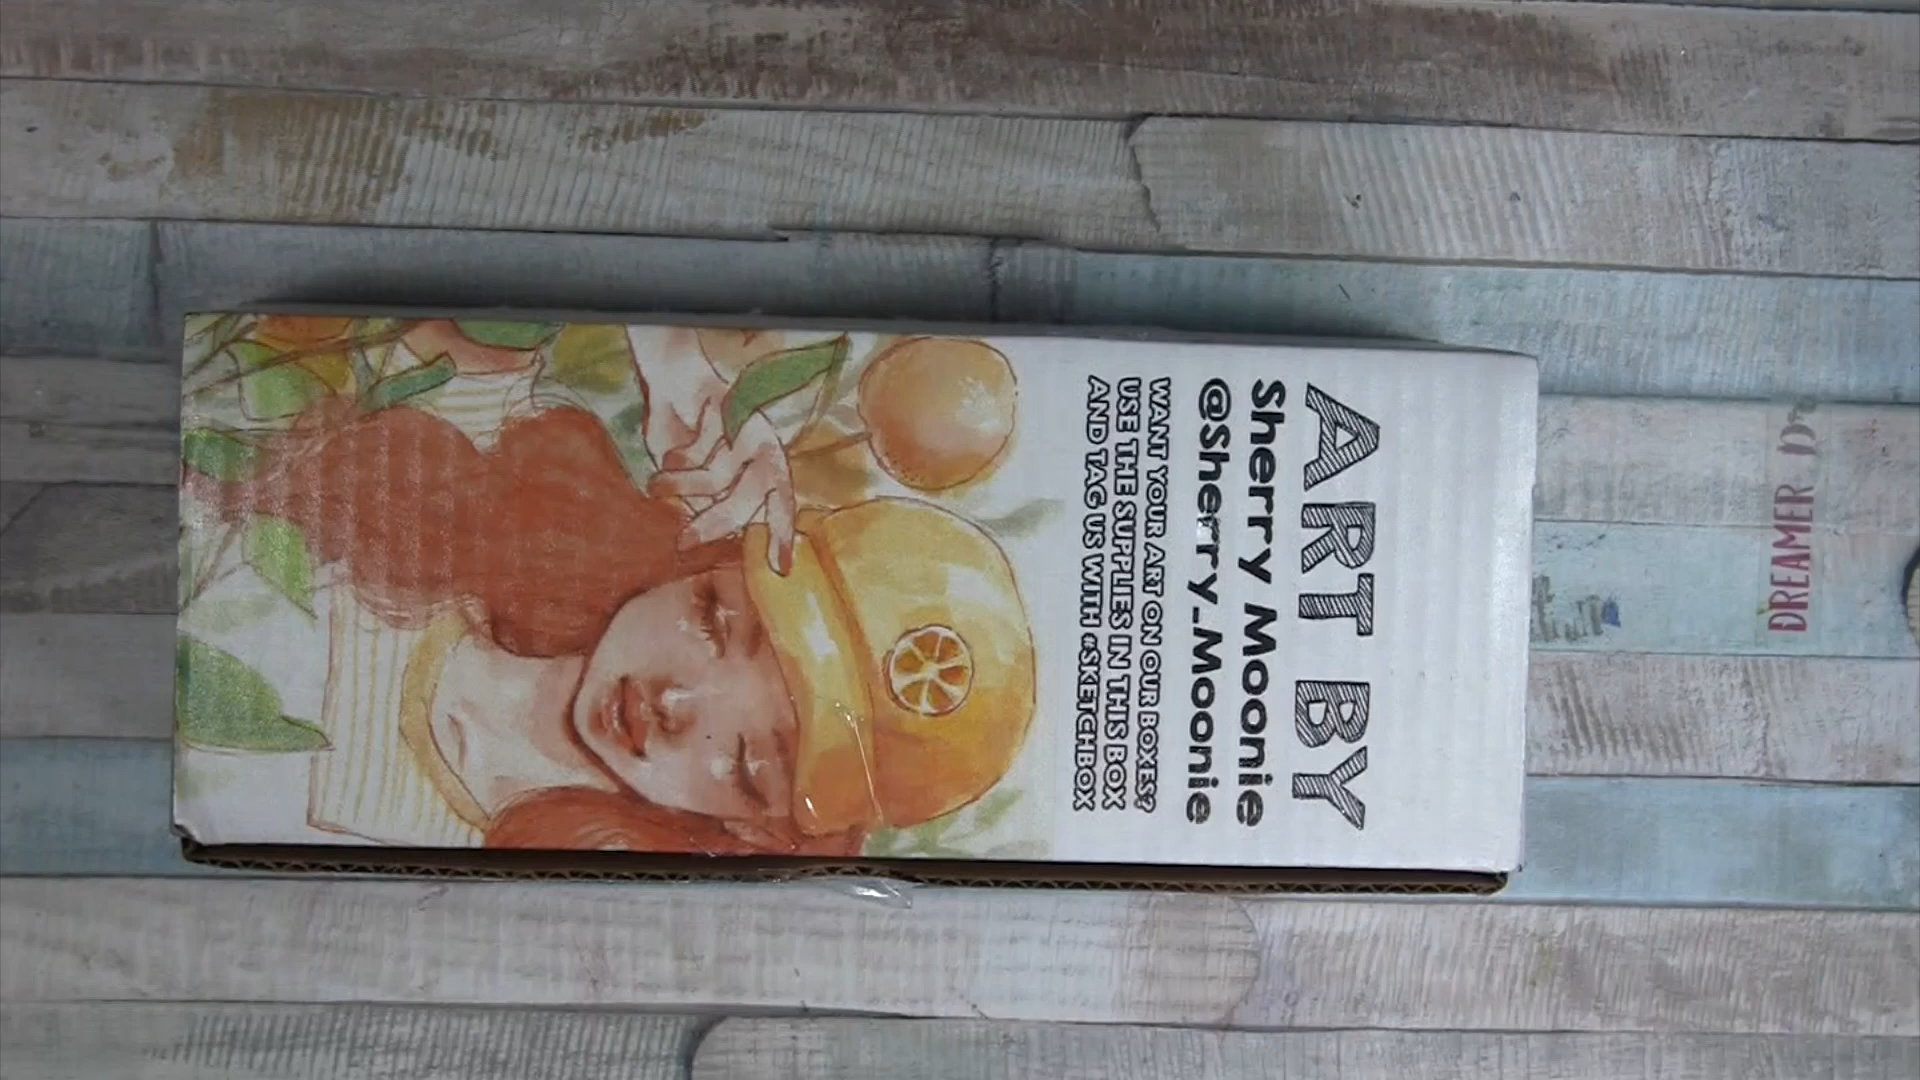 ART BY
Sherry Moonie
@Sherry_Moonie
WANT YOUR ART ON OUR BOXES?
USE THE SUPPLIES IN THIS BOX
AND TAG US WITH #SKETCHBOX
DREAMER